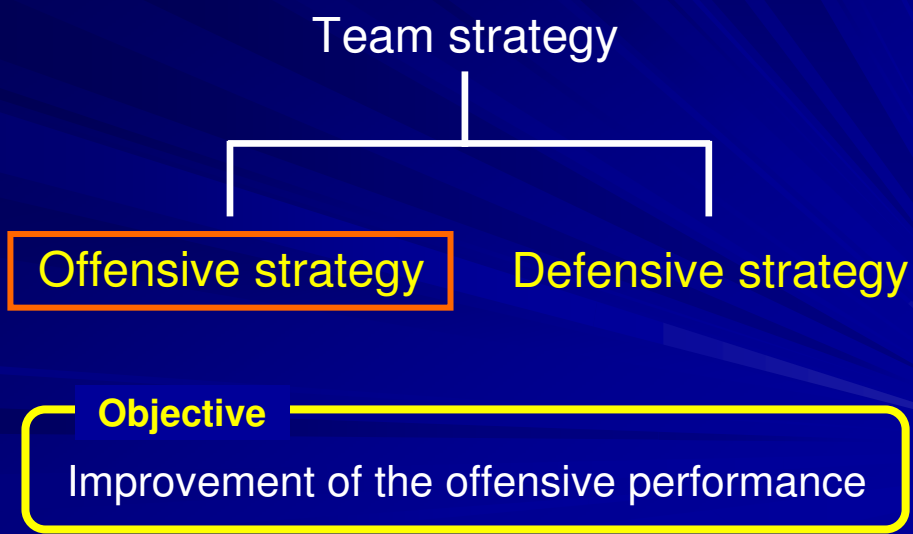 Team strategy
Offensive strategy
Defensive strategy
Objective
Improvement of the offensive performance